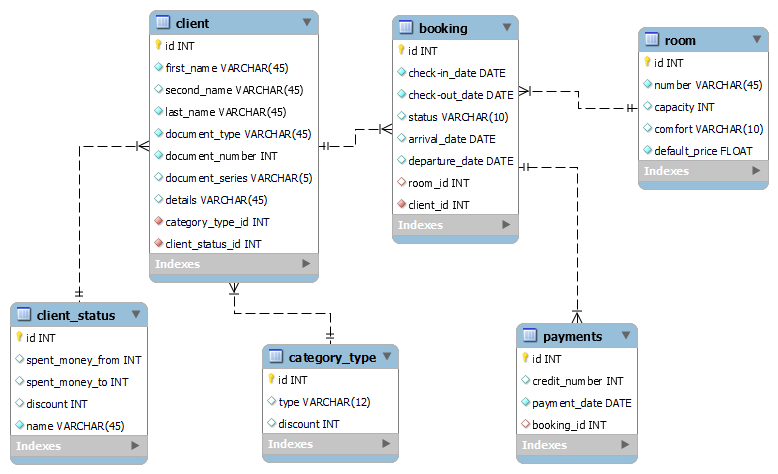 client
id INT
first_name VARCHAR(45)
second_name VARCHAR(45)
last_name VARCHAR(45)
document_type VARCHAR(45)
document_number INT
document_series VARCHAR(5)
details VARCHAR(45)
category_type_id INT
client_status_id INT
Indexes
booking
id INT
check-in_date DATE
check-out_date DATE
status VARCHAR(10)
arrival_date DATE
departure_date DATE
room_id INT
client_id INT
Indexes
room
id INT
number VARCHAR(45)
capacity INT
comfort VARCHAR(10)
default_price FLOAT
Indexes
client_status
id INT
spent_money_from INT
spent_money_to INT
discount INT
name VARCHAR(45)
Indexes
category_type
id INT
type VARCHAR(12)
discount INT
Indexes
payments
id INT
credit_number INT
payment_date DATE
booking_id INT
Indexes